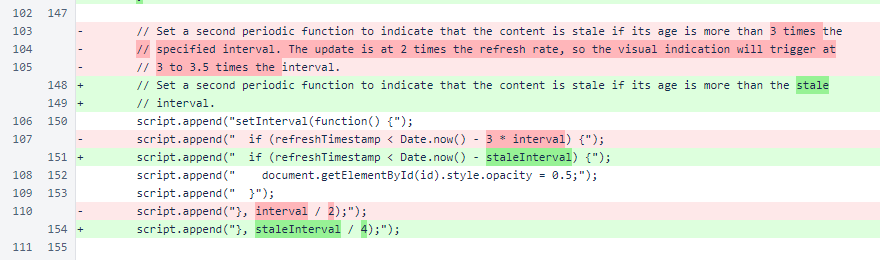 102 147
103 - // Set a second periodic function to indicate that the content is stale if its age is more than 3 times the
104 - // specified interval. The update is at 2 times the refresh rate, so the visual indication will trigger at
105 - // 3 to 3.5 times the interval.
148 + // Set a second periodic function to indicate that the content is stale if its age is more than the stale
149 + // interval.
106 150 script.append("setInterval(function() {");
107 - script.append("  if (refreshTimestamp < Date.now() - 3 * interval) {");
151 + script.append("  if (refreshTimestamp < Date.now() - staleInterval) {");
108 152 script.append("    document.getElementById(id).style.opacity = 0.5;");
109 153 script.append("  }");
110 - script.append("}, interval / 2);");
154 + script.append("}, staleInterval / 4);");
111 155